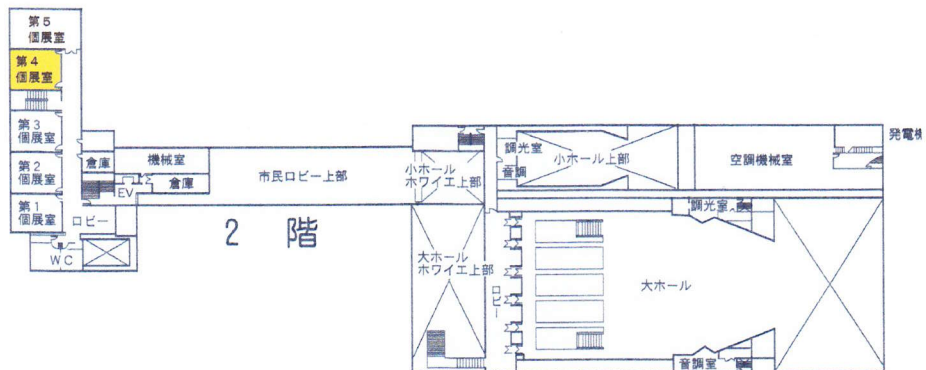 第5
個展室
第4
個展室
第3
個展室
第2
個展室
第1
個展室
倉庫
機械室
倉庫
EV
ロビー
WC
市民ロビー上部
2 階
小ホール
ホワイエ上部
大ホール
ホワイエ上部
ロビー
調光室
音調
小ホール上部
空調機械室
発電機
調光室
大ホール
音調室